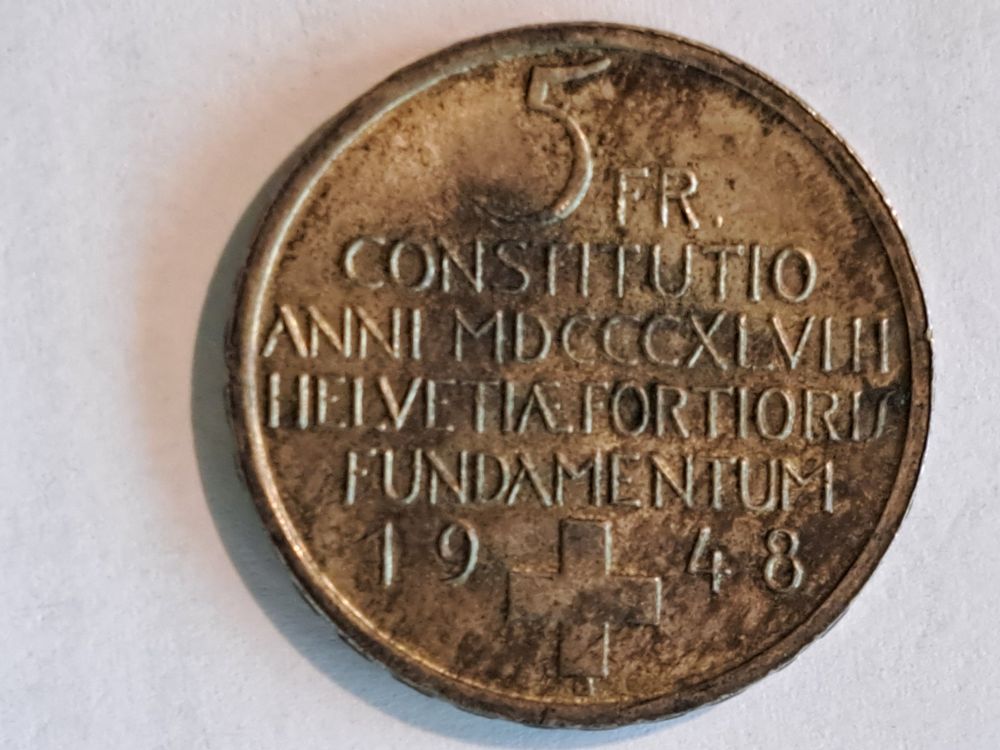 5 FR.
CONSTITUTIO
ANNI MDCCCXLVIII
HELVETIÆ FORTIORIS
FUNDAMENTUM
19 48